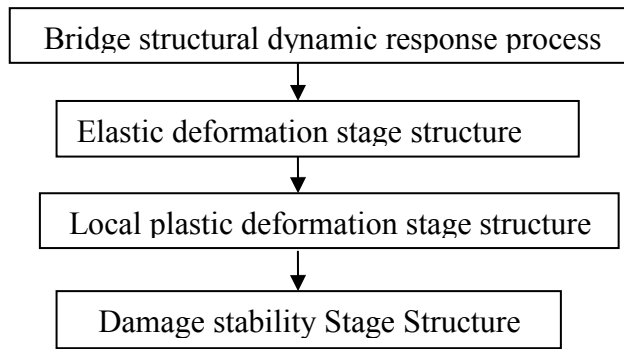 Bridge structural dynamic response process
Elastic deformation stage structure
Local plastic deformation stage structure
Damage stability Stage Structure